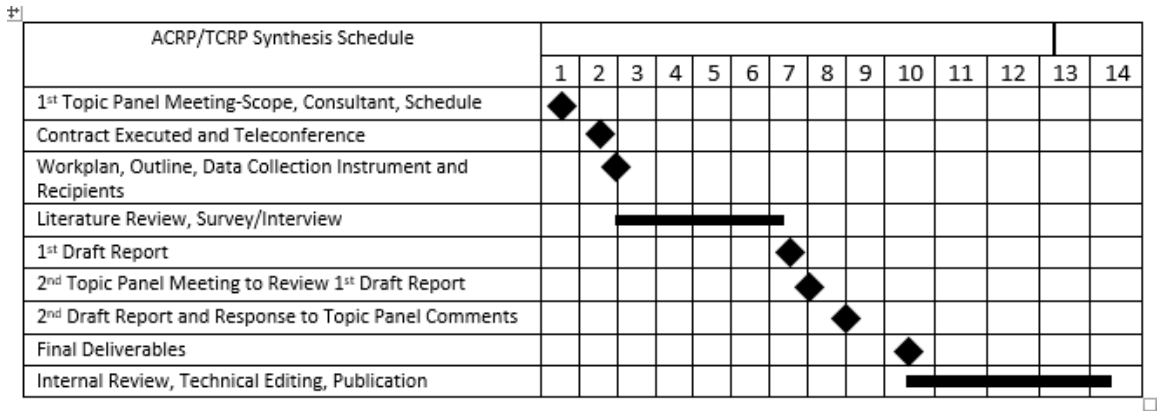 ACRP/TCRP Synthesis Schedule
1 2 3 4 5 6 7 8 9 10 11 12 13 14
1st Topic Panel Meeting-Scope, Consultant, Schedule
Contract Executed and Teleconference
Workplan, Outline, Data Collection Instrument and
Recipients
Literature Review, Survey/Interview
1st Draft Report
2nd Topic Panel Meeting to Review 1st Draft Report
2nd Draft Report and Response to Topic Panel Comments
Final Deliverables
Internal Review, Technical Editing, Publication